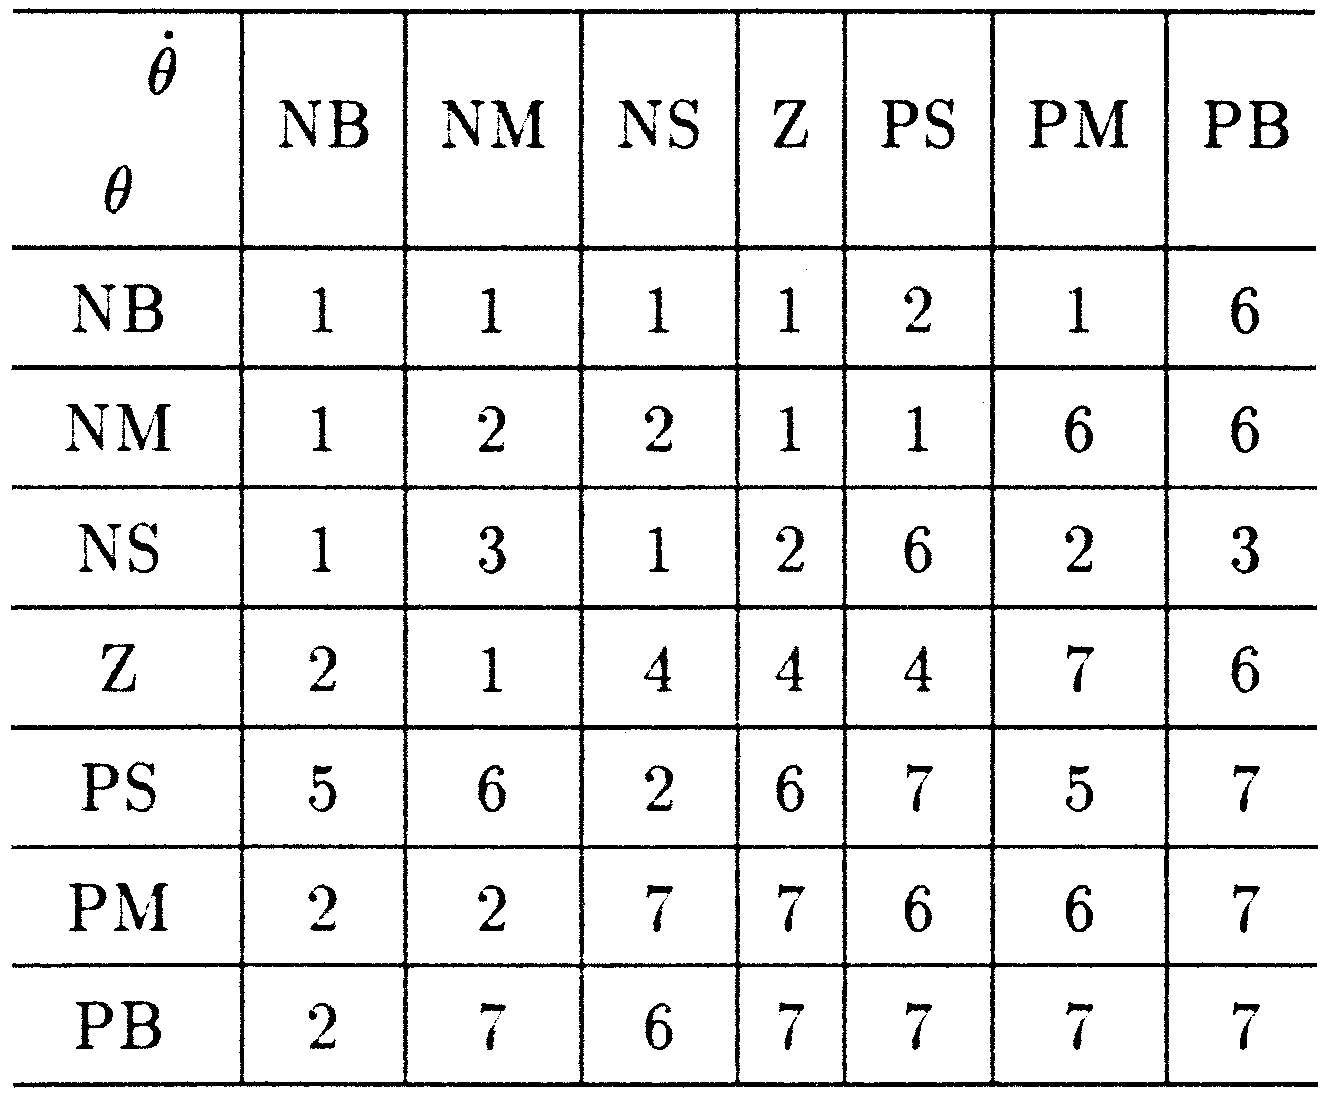 θ̇
NB NM NS Z PS PM PB
θ
NB 1 1 1 1 2 1 6
NM 1 2 2 1 1 6 6
NS 1 3 1 2 6 2 3
Z 2 1 4 4 4 7 6
PS 5 6 2 6 7 5 7
PM 2 2 7 7 6 6 7
PB 2 7 6 7 7 7 7